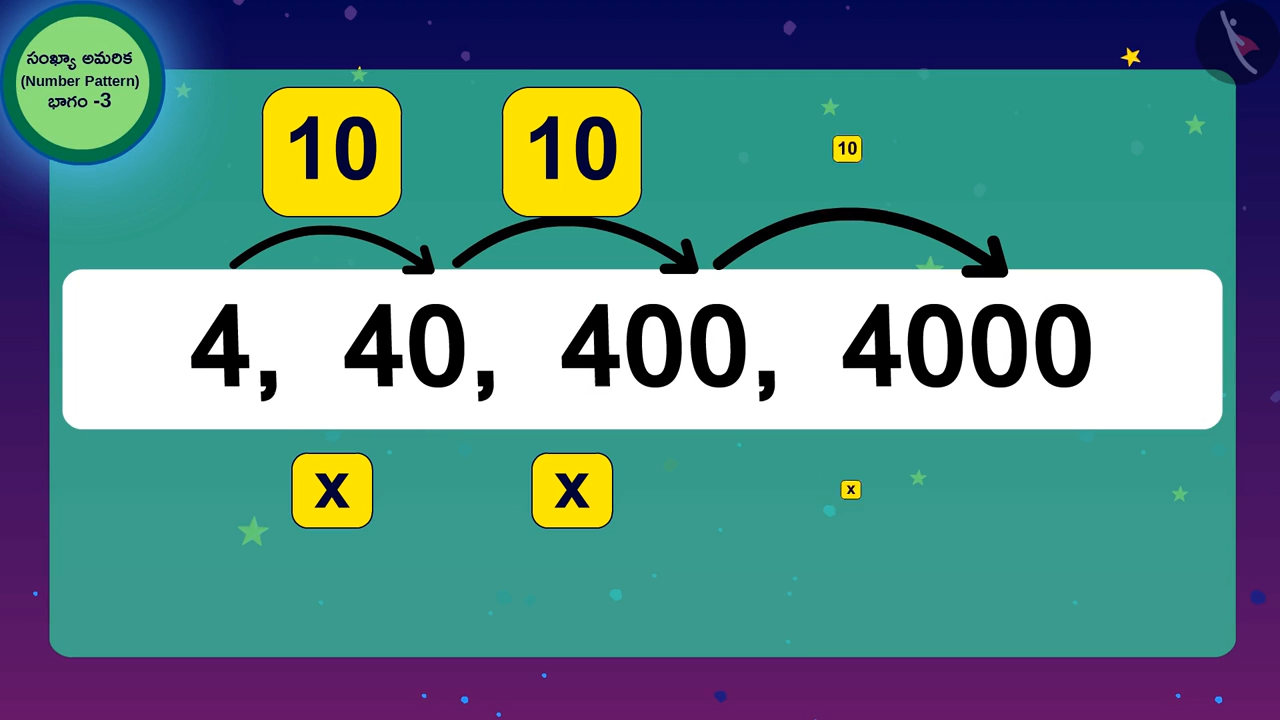 సంఖ్యా అమరిక
(Number Pattern)
భాగం -3
10 10 10
4, 40, 400, 4000
x x x